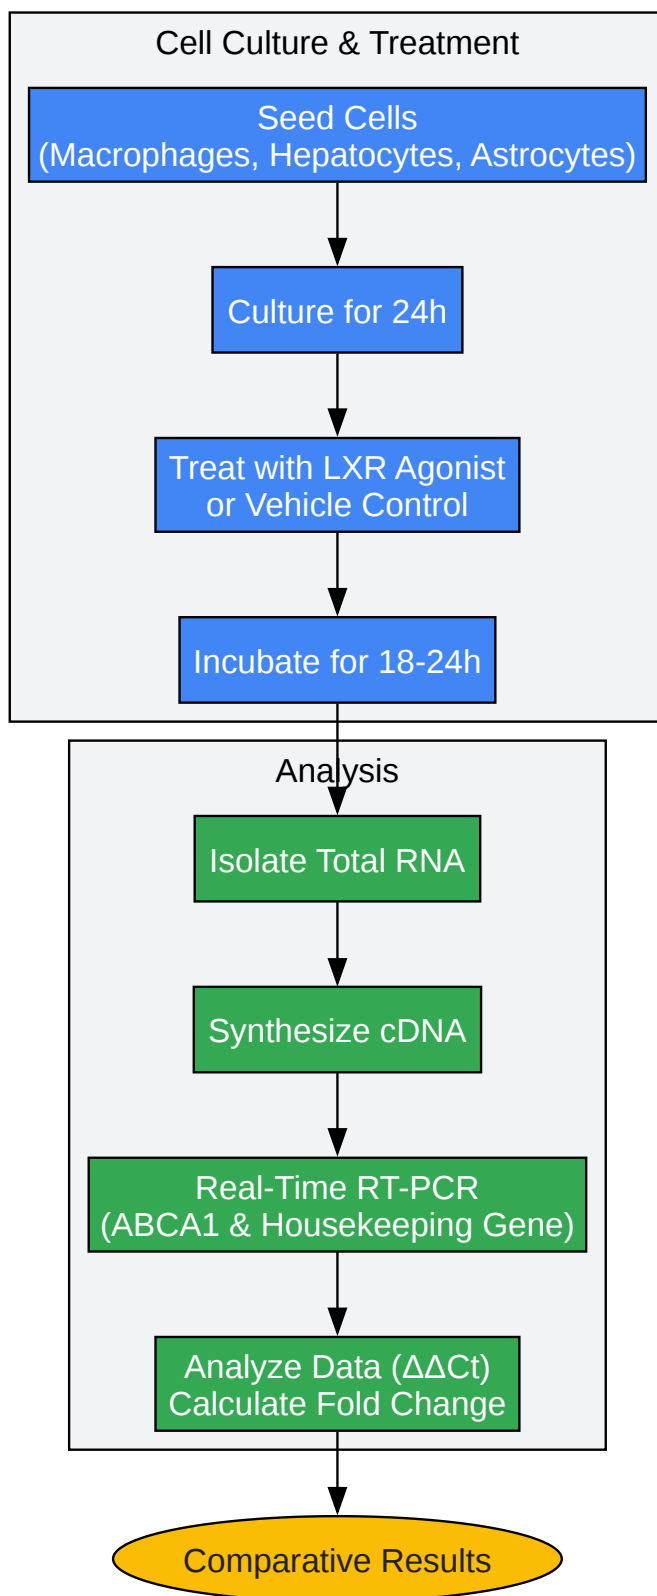 Cell Culture & Treatment
Seed Cells
(Macrophages, Hepatocytes, Astrocytes)
Culture for 24h
Treat with LXR Agonist
or Vehicle Control
Incubate for 18-24h
Analysis
Isolate Total RNA
Synthesize cDNA
Real-Time RT-PCR
(ABCA1 & Housekeeping Gene)
Analyze Data (ΔΔCt)
Calculate Fold Change
Comparative Results